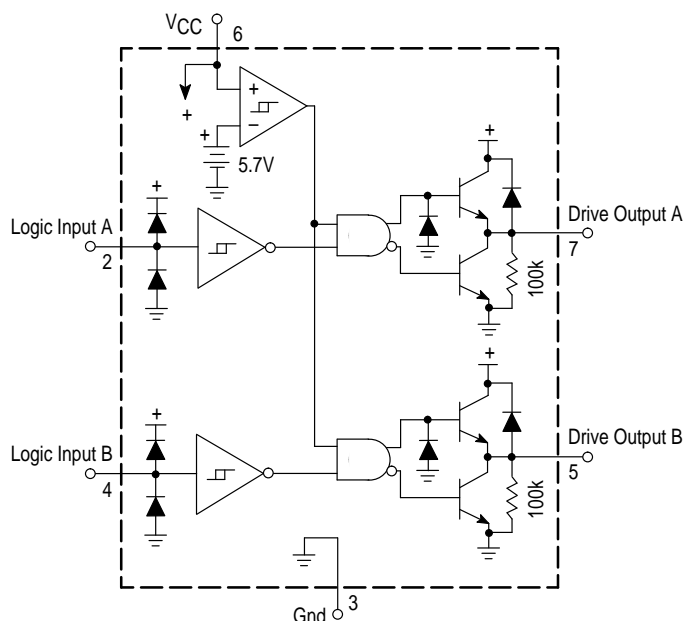 VCC
6
+
+
−
+
5.7V
+
Logic Input A
2
+
Drive Output A
7
100k
+
Logic Input B
4
+
Drive Output B
5
100k
3
Gnd